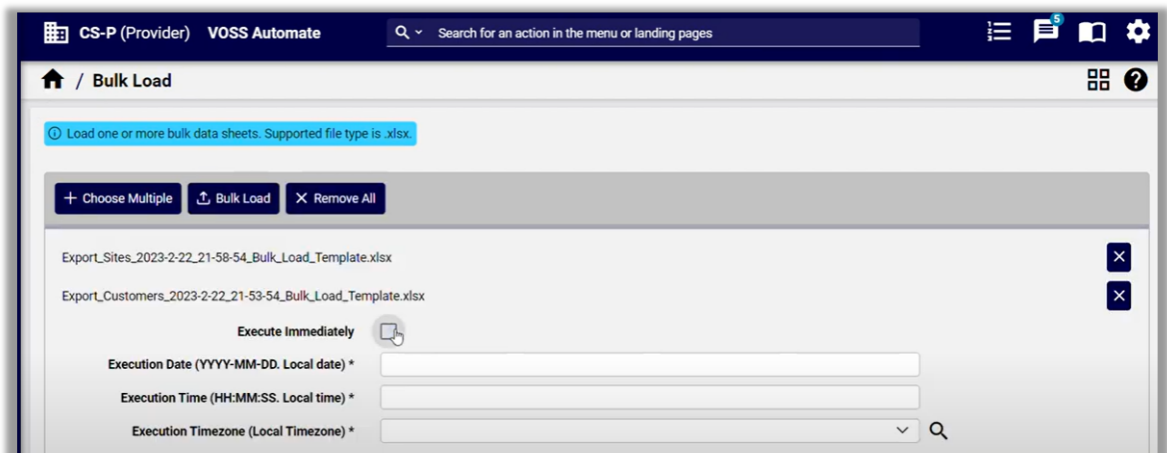 CS-P (Provider) VOSS Automate Search for an action in the menu or landing pages 5
/ Bulk Load
Load one or more bulk data sheets. Supported file type is .xlsx.
Choose Multiple Bulk Load Remove All
Export_Sites_2023-2-22_21-58-54_Bulk_Load_Template.xlsx
Export_Customers_2023-2-22_21-53-54_Bulk_Load_Template.xlsx
Execute Immediately
Execution Date (YYYY-MM-DD. Local date) *
Execution Time (HH:MM:SS. Local time) *
Execution Timezone (Local Timezone) *